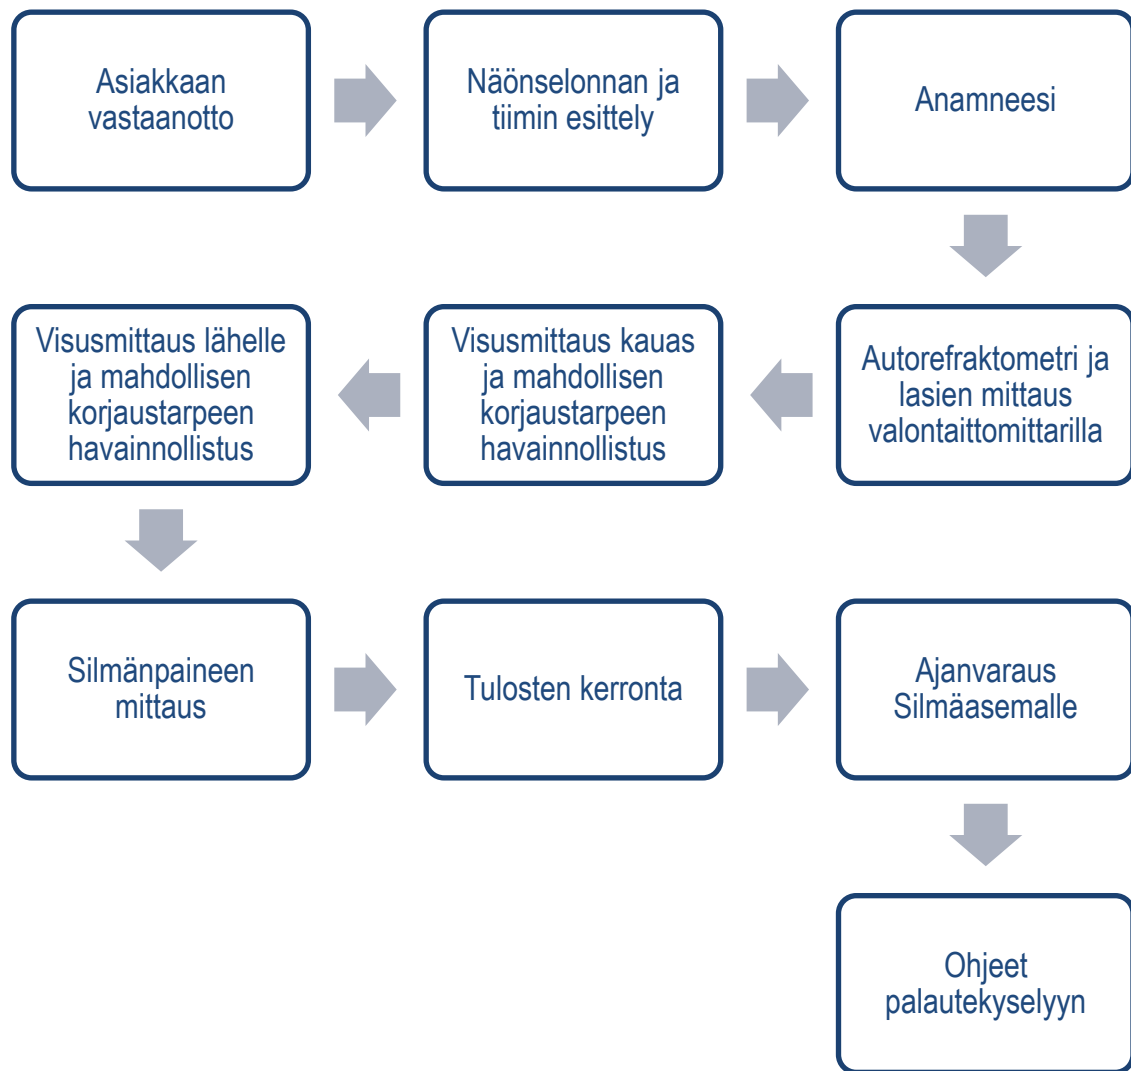 Asiakkaan
vastaanotto
Näönselonnan ja
tiimin esittely
Anamneesi
Autorefraktometri ja
lasien mittaus
valontaittomittarilla
Visusmittaus kauas
ja mahdollisen
korjaustarpeen
havainnollistus
Visusmittaus lähelle
ja mahdollisen
korjaustarpeen
havainnollistus
Silmänpaineen
mittaus
Tulosten kerronta
Ajanvaraus
Silmäasemalle
Ohjeet
palautekyselyyn